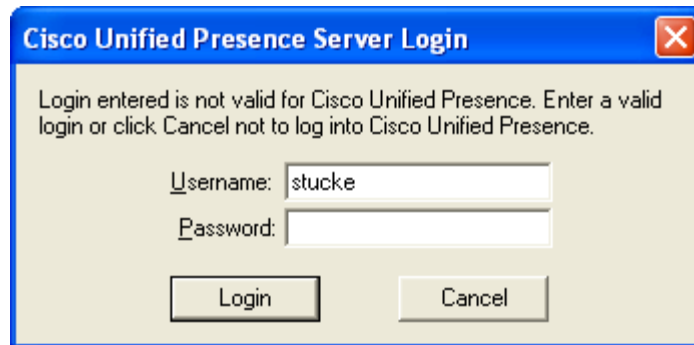 Cisco Unified Presence Server Login
Login entered is not valid for Cisco Unified Presence. Enter a valid
login or click Cancel not to log into Cisco Unified Presence.
Username: stucke
Password:
Login Cancel